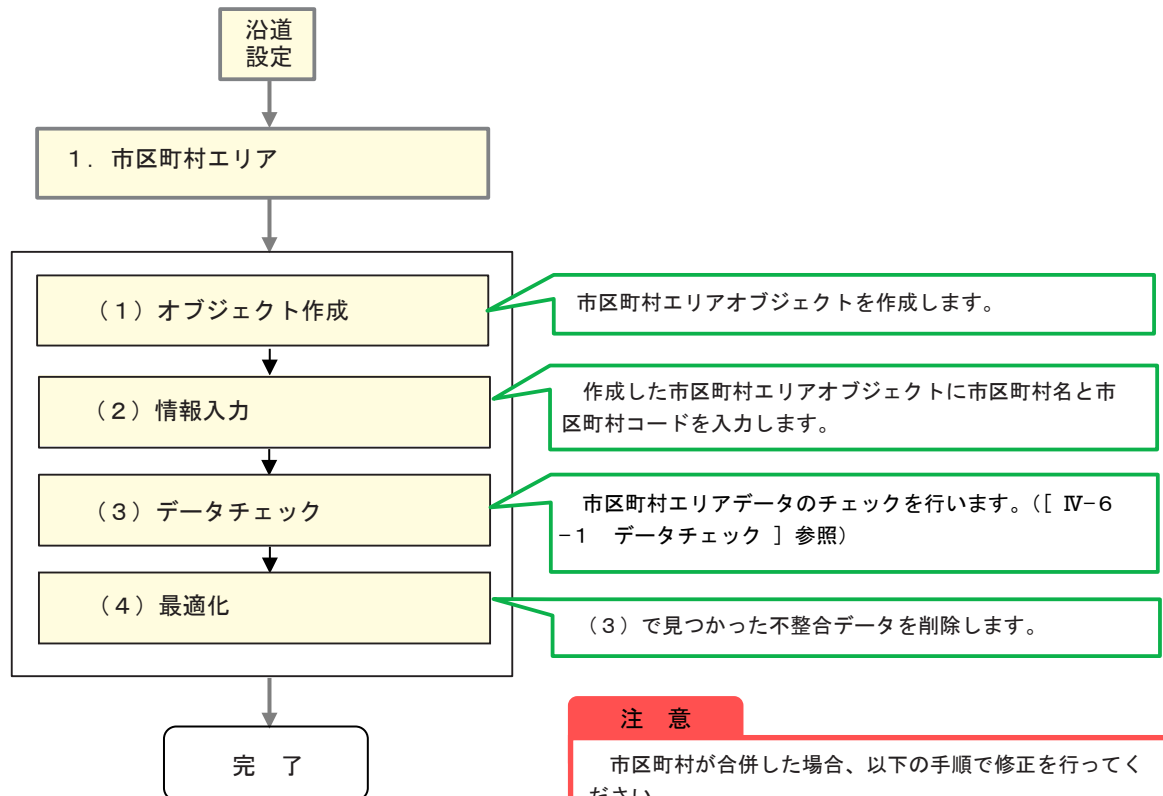 沿道
設定
１．市区町村エリア
（１）オブジェクト作成
市区町村エリアオブジェクトを作成します。
（２）情報入力
作成した市区町村エリアオブジェクトに市区町村名と市
区町村コードを入力します。
（３）データチェック
市区町村エリアデータのチェックを行います。（［ Ⅳ−６
−１　データチェック ］参照）
（４）最適化
（３）で見つかった不整合データを削除します。
完　了
注　意
市区町村が合併した場合、以下の手順で修正を行ってく
ださい